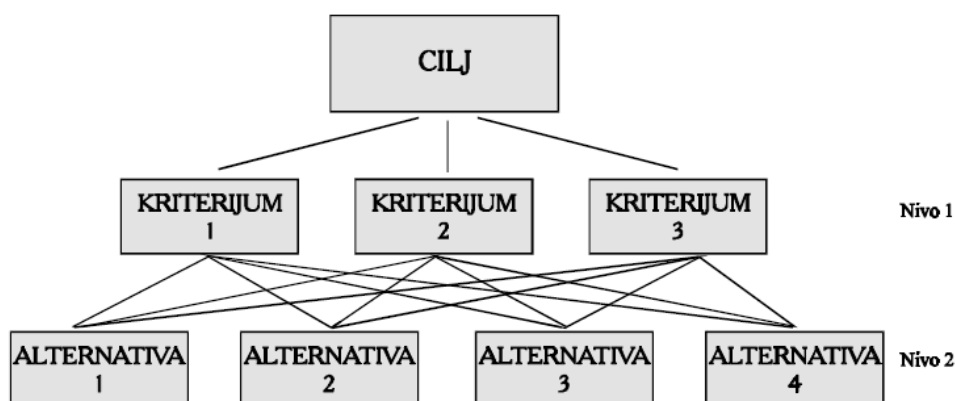 CILJ
KRITERIJUM
1
KRITERIJUM
2
KRITERIJUM
3
Nivo 1
ALTERNATIVA
1
ALTERNATIVA
2
ALTERNATIVA
3
ALTERNATIVA
4
Nivo 2